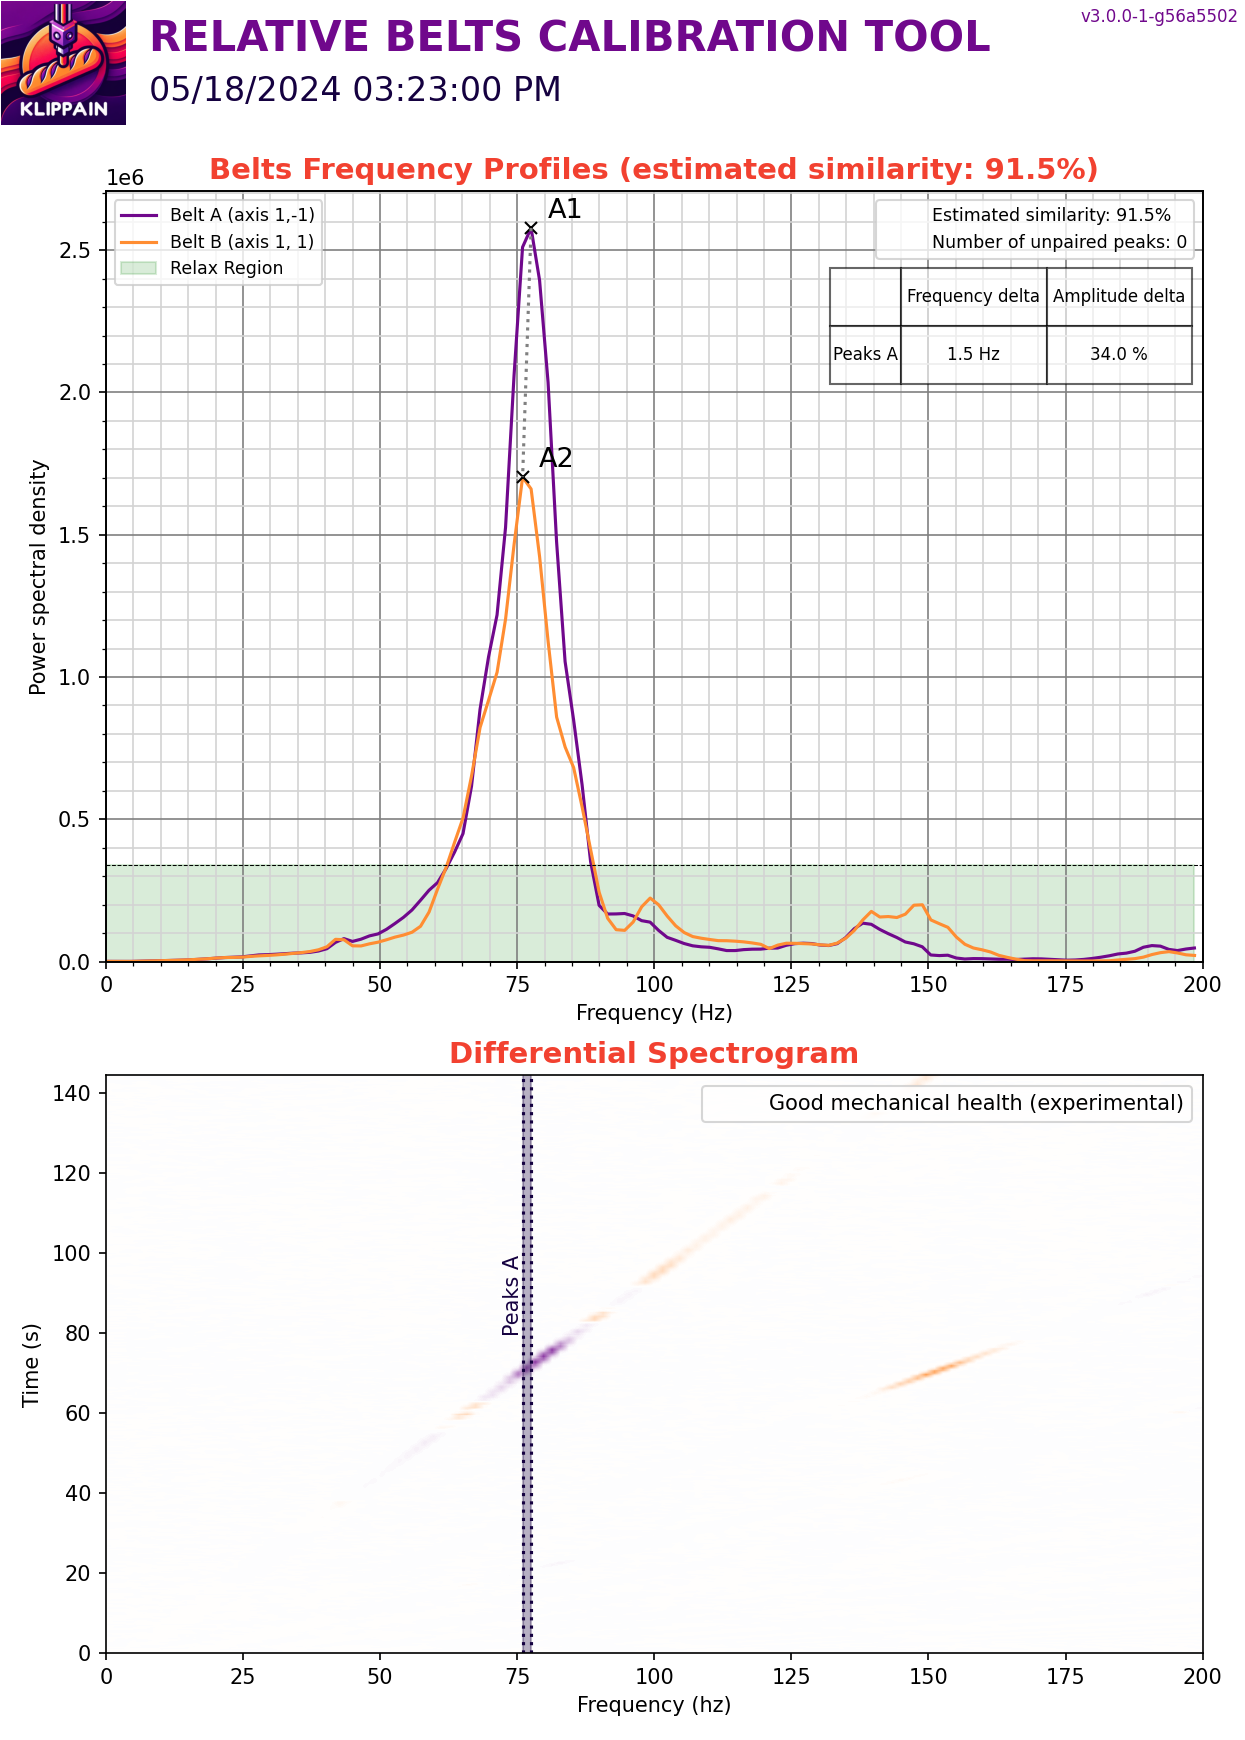 v3.0.0-1-g56a5502
RELATIVE BELTS CALIBRATION TOOL
05/18/2024 03:23:00 PM
KLIPPAIN
Belts Frequency Profiles (estimated similarity: 91.5%)
1e6
Belt A (axis 1,-1)
Belt B (axis 1, 1)
Relax Region
A1
A2
Estimated similarity: 91.5%
Number of unpaired peaks: 0
Frequency delta Amplitude delta
Peaks A 1.5 Hz 34.0 %
Power spectral density
2.5
2.0
1.5
1.0
0.5
0.0
0 25 50 75 100 125 150 175 200
Frequency (Hz)
Differential Spectrogram
Good mechanical health (experimental)
Peaks A
Time (s)
140
120
100
80
60
40
20
0
0 25 50 75 100 125 150 175 200
Frequency (hz)